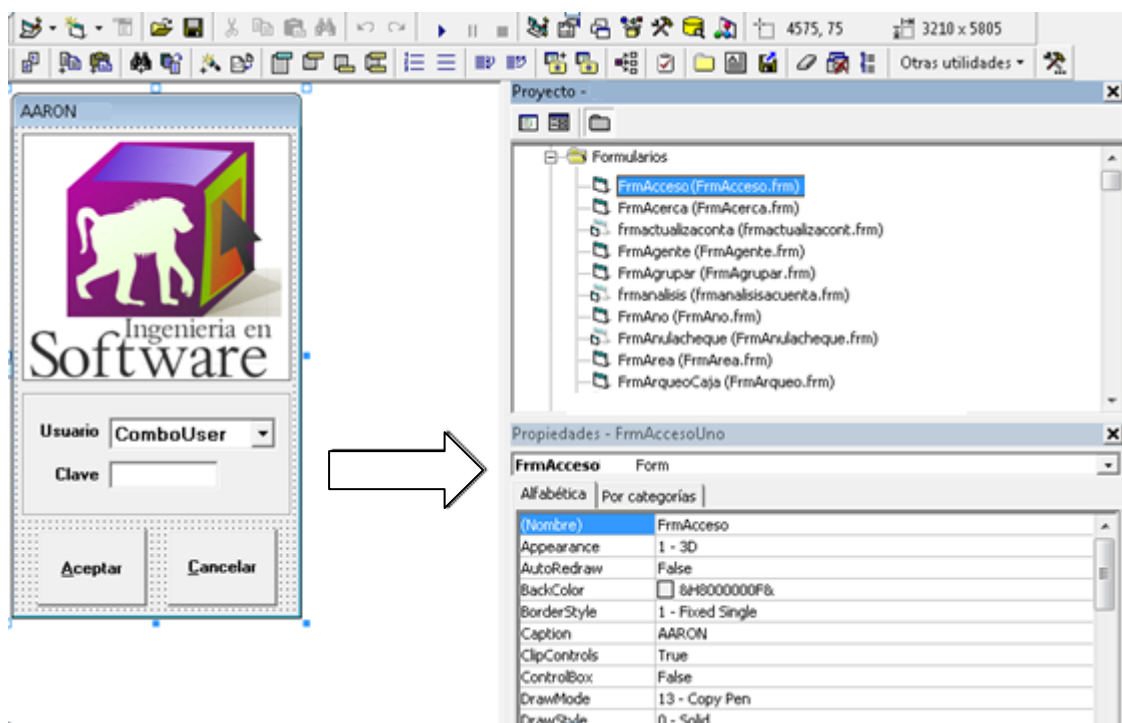 4575, 75
3210 x 5805
Otras utilidades
AARON
Ingenieria en
Software
Usuario
ComboUser
Clave
Aceptar
Cancelar
Proyecto -
Formularios
FrmAcceso (FrmAcceso.frm)
FrmAcerca (FrmAcerca.frm)
frmactualizaconta (frmactualizacont.frm)
FrmAgente (FrmAgente.frm)
FrmAgrupar (FrmAgrupar.frm)
frmanalisis (frmanalisisacuenta.frm)
FrmAno (FrmAno.frm)
FrmAnulacheque (FrmAnulacheque.frm)
FrmArea (FrmArea.frm)
FrmArqueoCaja (FrmArqueo.frm)
Propiedades - FrmAccesoUno
FrmAcceso Form
Alfabética Por categorías
(Nombre) FrmAcceso
Appearance 1 - 3D
AutoRedraw False
BackColor &H8000000F&
BorderStyle 1 - Fixed Single
Caption AARON
ClipControls True
ControlBox False
DrawMode 13 - Copy Pen
DrawStyle 0 - Solid